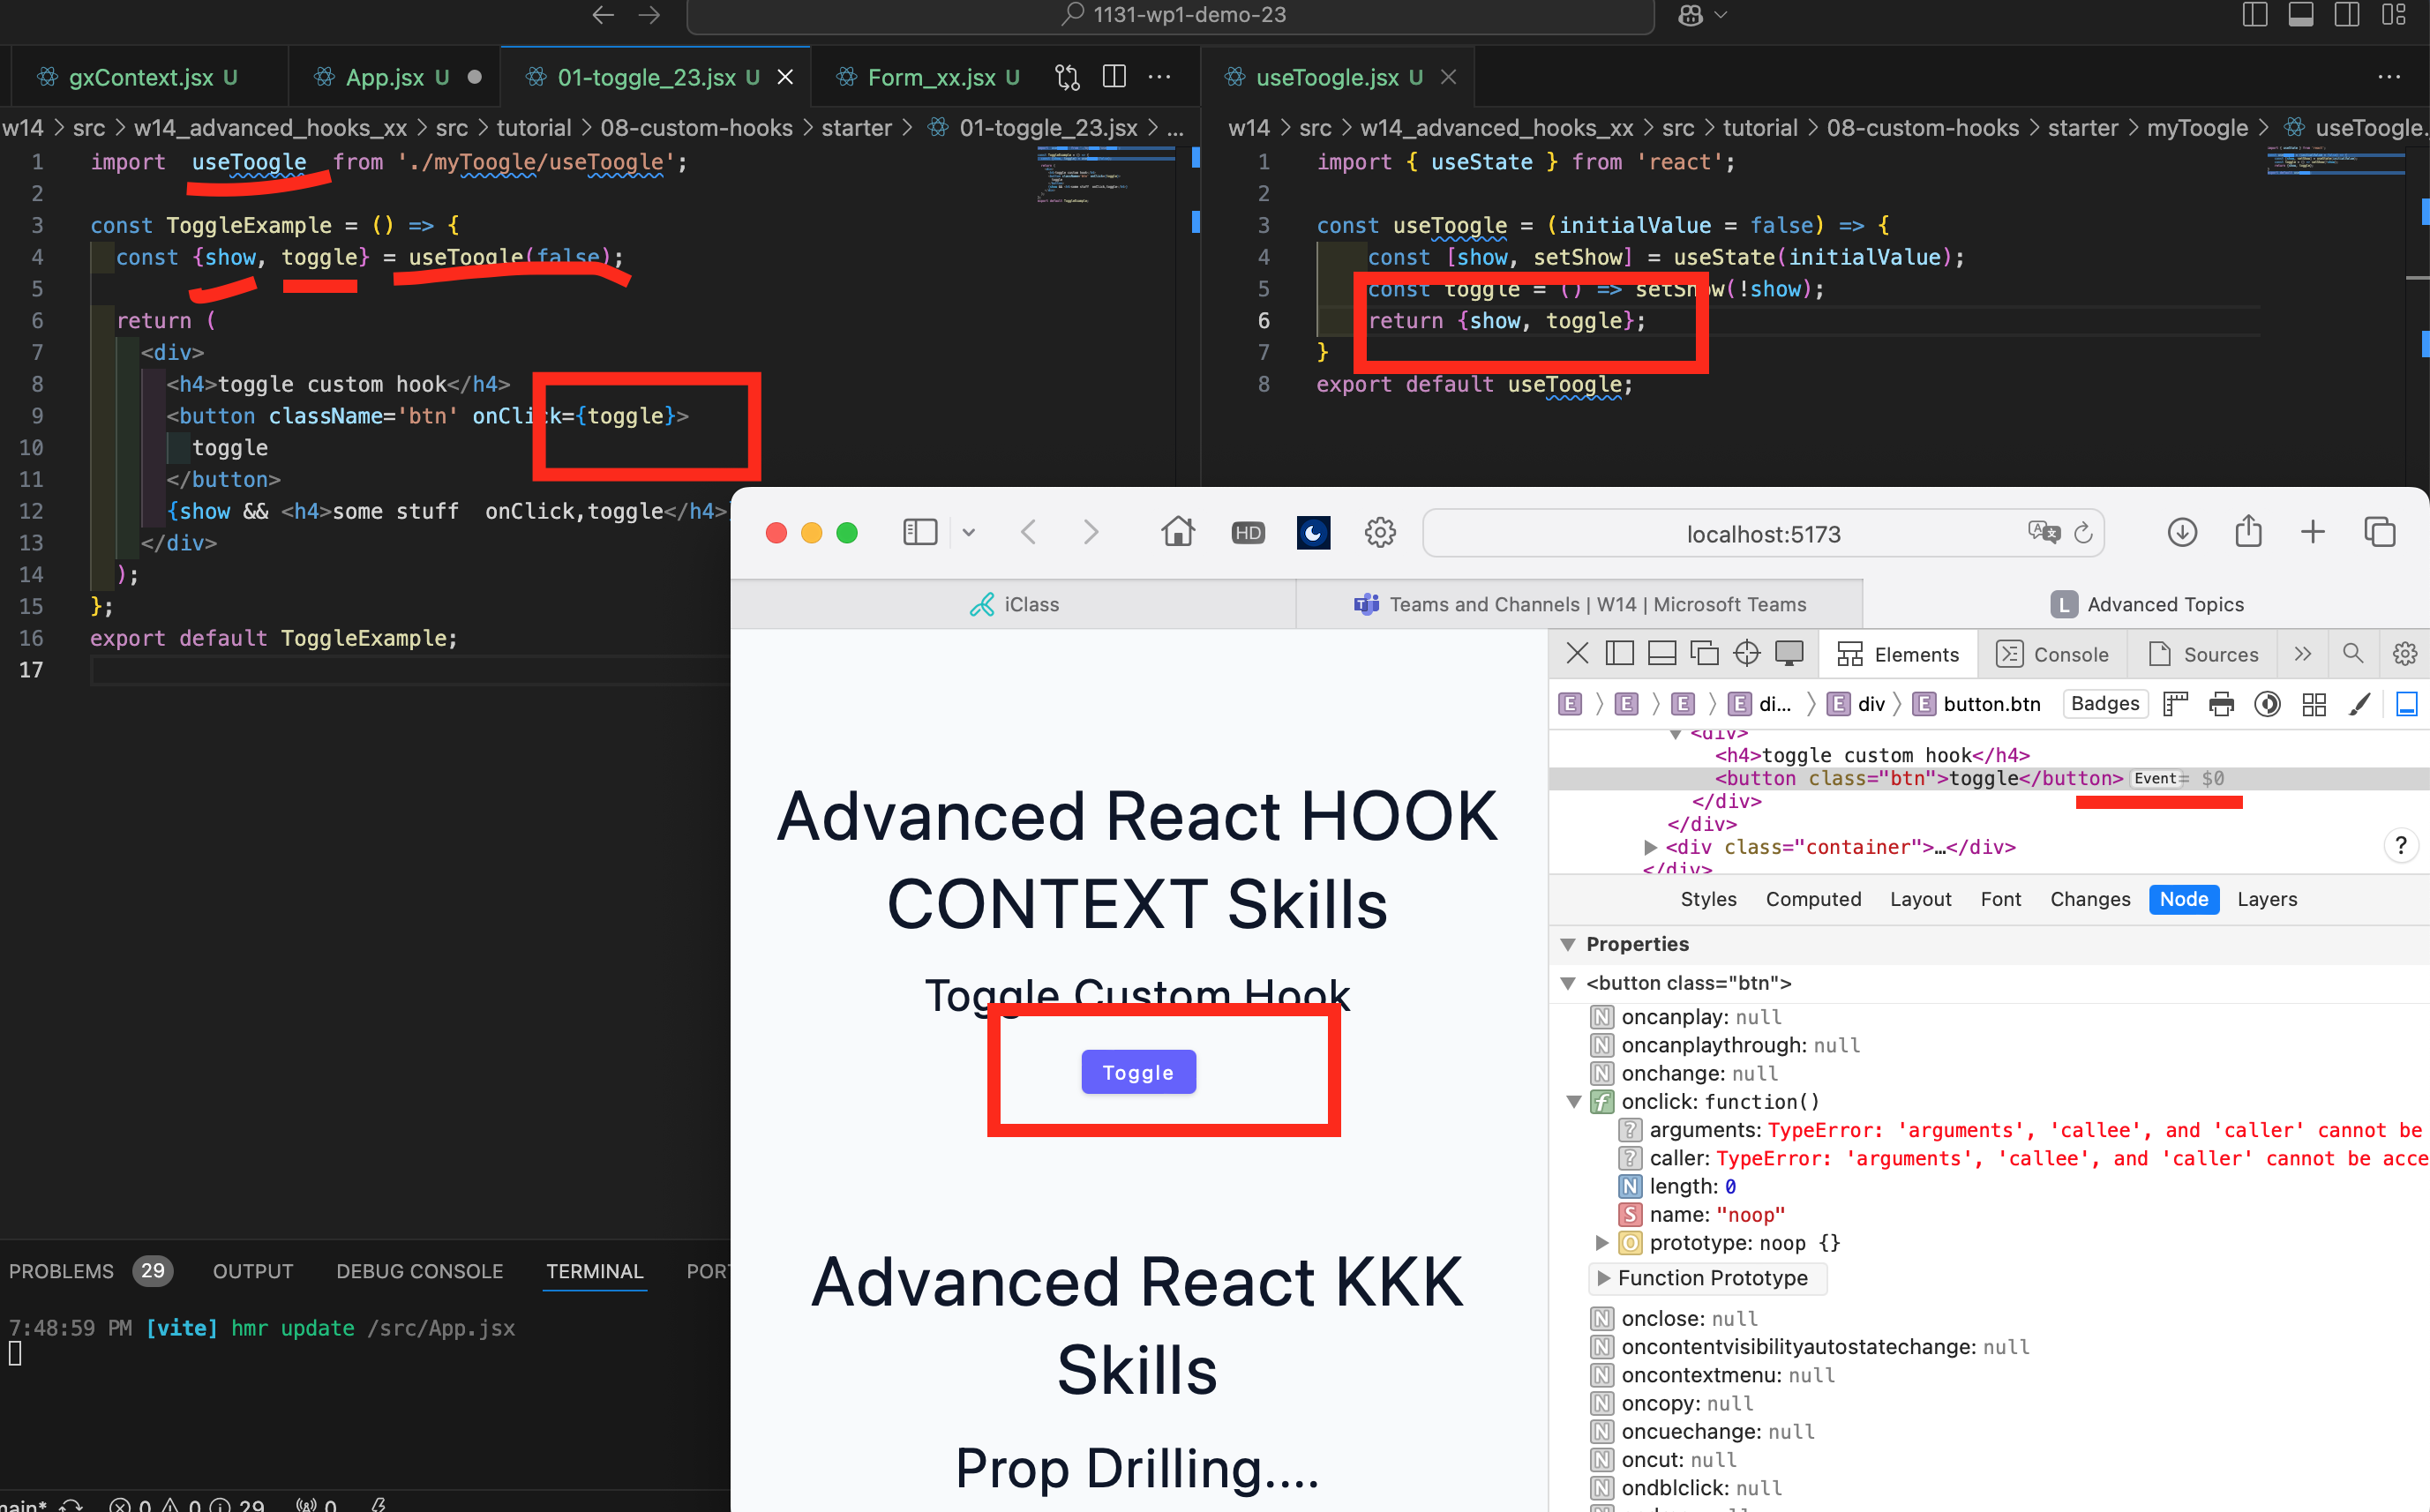 1131-wp1-demo-23
gxContext.jsx U
App.jsx U
01-toggle_23.jsx U
Form_xx.jsx U
useToogle.jsx U
w14 > src > w14_advanced_hooks_xx > src > tutorial > 08-custom-hooks > starter > 01-toggle_23.jsx > ...
1 import useToogle from './myToogle/useToogle';
2
3 const ToggleExample = () => {
4 const {show, toggle} = useToogle(false);
5
6 return (
7 <div>
8 <h4>toggle custom hook</h4>
9 <button className='btn' onClick={toggle}>
10 toggle
11 </button>
12 {show && <h4>some stuff  onClick,toggle</h4>
13 </div>
14 );
15 };
16 export default ToggleExample;
17
w14 > src > w14_advanced_hooks_xx > src > tutorial > 08-custom-hooks > starter > myToogle > useToogle.
1 import { useState } from 'react';
2
3 const useToogle = (initialValue = false) => {
4 const [show, setShow] = useState(initialValue);
5 const toggle = () => setShow(!show);
6 return {show, toggle};
7 }
8 export default useToogle;
PROBLEMS 29 OUTPUT DEBUG CONSOLE TERMINAL POR
7:48:59 PM [vite] hmr update /src/App.jsx
main* 0 0 29 0
HD
localhost:5173
iClass
Teams and Channels | W14 | Microsoft Teams
L Advanced Topics
Advanced React HOOK
CONTEXT Skills
Toggle Custom Hook
Toggle
Advanced React KKK
Skills
Prop Drilling....
Elements Console Sources
E E E E di... E div E button.btn Badges
<div>
<h4>toggle custom hook</h4>
<button class="btn">toggle</button> Event = $0
</div>
</div>
<div class="container">…</div>
</div>
?
Styles Computed Layout Font Changes Node Layers
Properties
<button class="btn">
N oncanplay: null
N oncanplaythrough: null
N onchange: null
f onclick: function()
? arguments: TypeError: 'arguments', 'callee', and 'caller' cannot be
? caller: TypeError: 'arguments', 'callee', and 'caller' cannot be acce
N length: 0
S name: "noop"
O prototype: noop {}
Function Prototype
N onclose: null
N oncontentvisibilityautostatechange: null
N oncontextmenu: null
N oncopy: null
N oncuechange: null
N oncut: null
N ondblclick: null